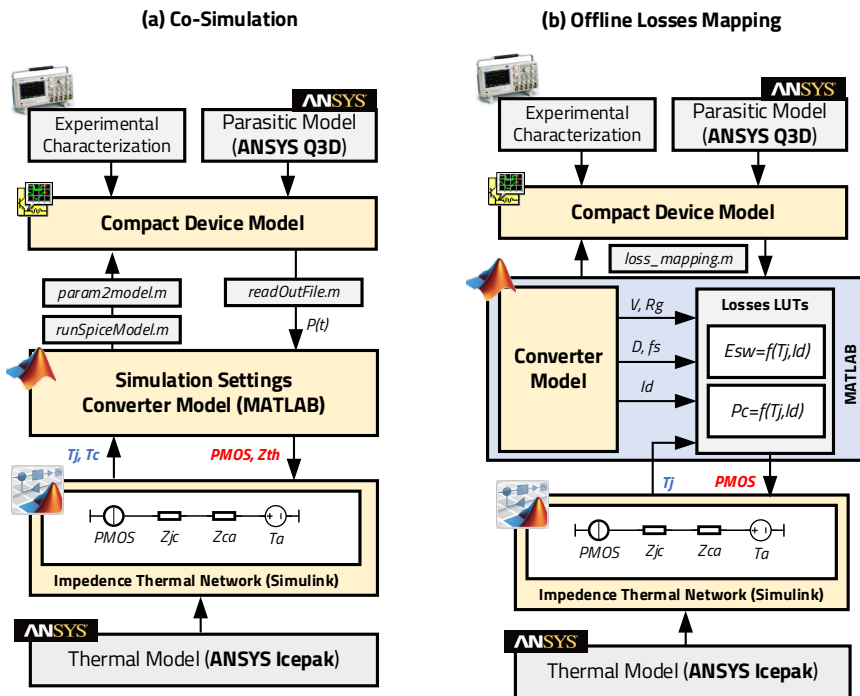 (a) Co-Simulation
ANSYS
Experimental
Characterization
Parasitic Model
(ANSYS Q3D)
Compact Device Model
param2model.m
runSpiceModel.m
readOutFile.m
P(t)
Simulation Settings
Converter Model (MATLAB)
Tj, Tc
PMOS, Zth
PMOS
Zjc
Zca
Ta
Impedence Thermal Network (Simulink)
ANSYS
Thermal Model (ANSYS Icepak)
(b) Offline Losses Mapping
ANSYS
Experimental
Characterization
Parasitic Model
(ANSYS Q3D)
Compact Device Model
loss_mapping.m
Converter
Model
V, Rg
D, fs
Id
Losses LUTs
Esw=f(Tj,Id)
Pc=f(Tj,Id)
MATLAB
Tj
PMOS
PMOS
Zjc
Zca
Ta
Impedence Thermal Network (Simulink)
ANSYS
Thermal Model (ANSYS Icepak)